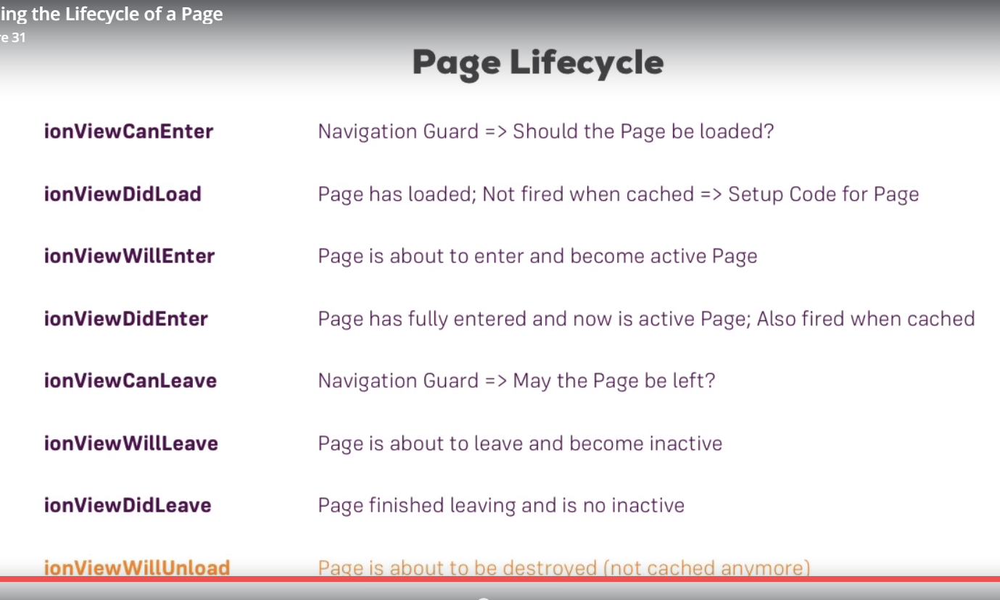 ing the Lifecycle of a Page
e 31
Page Lifecycle
ionViewCanEnter Navigation Guard => Should the Page be loaded?
ionViewDidLoad Page has loaded; Not fired when cached => Setup Code for Page
ionViewWillEnter Page is about to enter and become active Page
ionViewDidEnter Page has fully entered and now is active Page; Also fired when cached
ionViewCanLeave Navigation Guard => May the Page be left?
ionViewWillLeave Page is about to leave and become inactive
ionViewDidLeave Page finished leaving and is no inactive
ionViewWillUnload Page is about to be destroyed (not cached anymore)